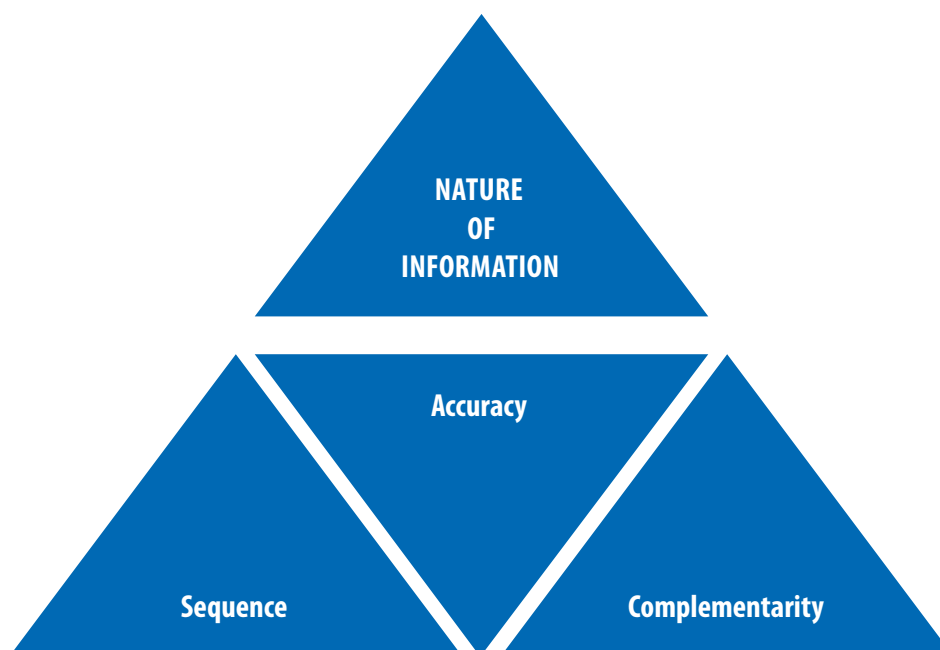 NATURE
OF
INFORMATION
Accuracy
Sequence
Complementarity